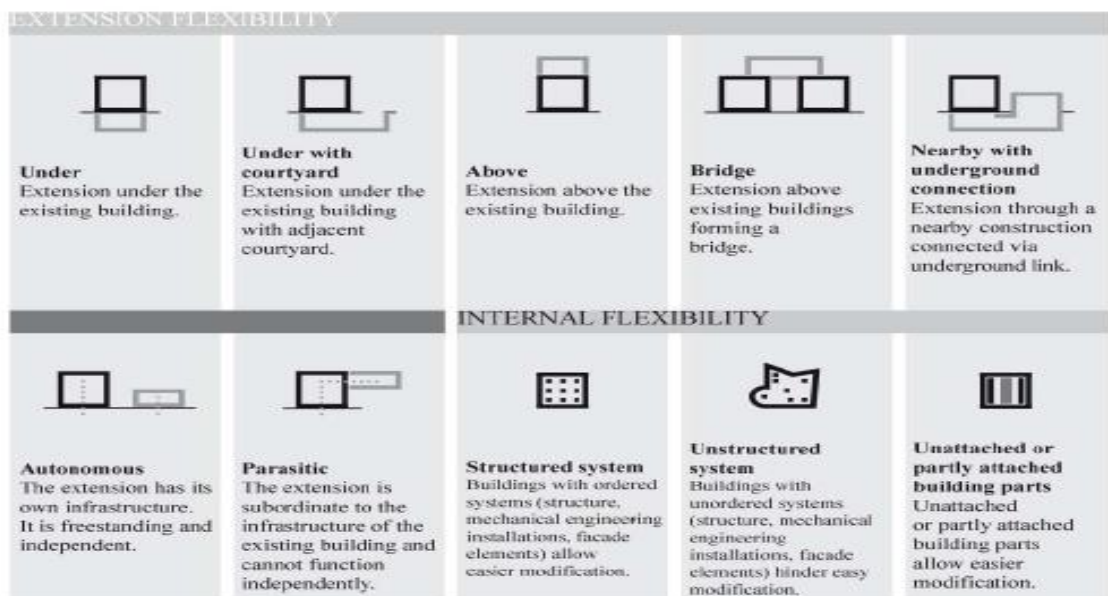 EXTENSION FLEXIBILITY
Under
Extension under the
existing building.
Under with
courtyard
Extension under the
existing building
with adjacent
courtyard.
Above
Extension above the
existing building.
Bridge
Extension above
existing buildings
forming a
bridge.
Nearby with
underground
connection
Extension through a
nearby construction
connected via
underground link.
INTERNAL FLEXIBILITY
Autonomous
The extension has its
own infrastructure.
It is freestanding and
independent.
Parasitic
The extension is
subordinate to the
infrastructure of the
existing building and
cannot function
independently.
Structured system
Buildings with ordered
systems (structure,
mechanical engineering
installations, facade
elements) allow
easier modification.
Unstructured
system
Buildings with
unordered systems
(structure, mechanical
engineering
installations, facade
elements) hinder easy
modification.
Unattached or
partly attached
building parts
Unattached
or partly attached
building parts
allow easier
modification.